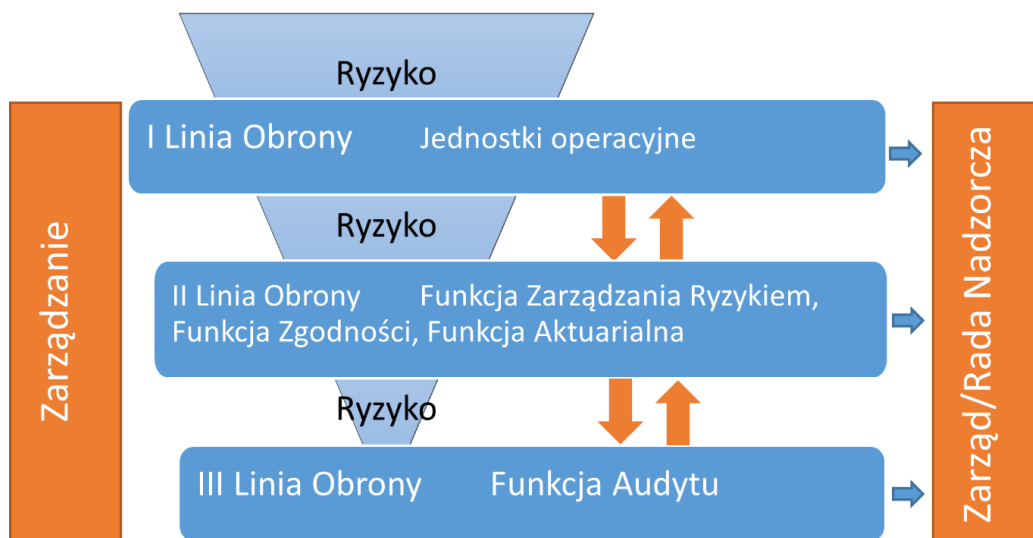 Zarządzanie
Ryzyko
I Linia Obrony Jednostki operacyjne
Ryzyko
II Linia Obrony Funkcja Zarządzania Ryzykiem,
Funkcja Zgodności, Funkcja Aktuarialna
Ryzyko
III Linia Obrony Funkcja Audytu
Zarząd/Rada Nadzorcza